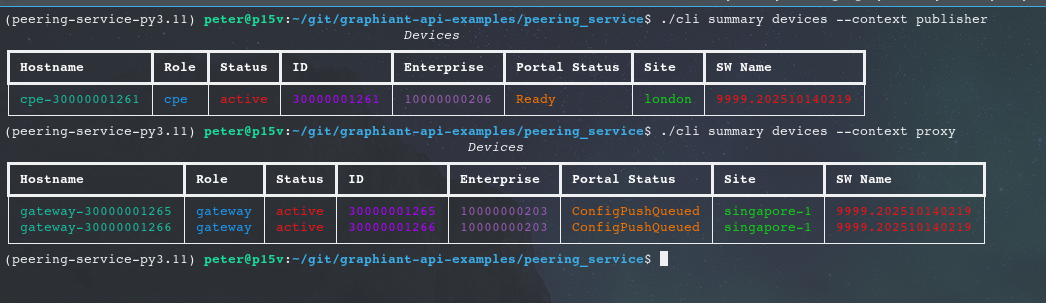 (peering-service-py3.11) peter@p15v:~/git/graphiant-api-examples/peering_service$ ./cli summary devices --context publisher
Devices
Hostname Role Status ID Enterprise Portal Status Site SW Name
cpe-30000001261 cpe active 30000001261 10000000206 Ready london 9999.202510140219
(peering-service-py3.11) peter@p15v:~/git/graphiant-api-examples/peering_service$ ./cli summary devices --context proxy
Devices
Hostname Role Status ID Enterprise Portal Status Site SW Name
gateway-30000001265 gateway active 30000001265 10000000203 ConfigPushQueued singapore-1 9999.202510140219
gateway-30000001266 gateway active 30000001266 10000000203 ConfigPushQueued singapore-1 9999.202510140219
(peering-service-py3.11) peter@p15v:~/git/graphiant-api-examples/peering_service$